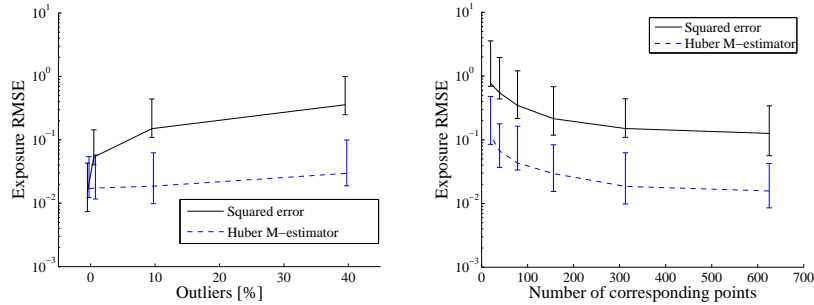 10^1
10^0
10^−1
10^−2
10^−3
Exposure RMSE
0 10 20 30 40
Outliers [%]
Squared error
Huber M−estimator
10^1
10^0
10^−1
10^−2
10^−3
Exposure RMSE
0 100 200 300 400 500 600 700
Number of corresponding points
Squared error
Huber M−estimator